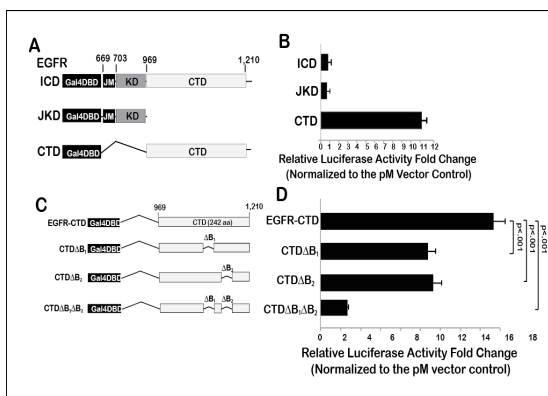 A
EGFR
669 703 969 1,210
ICD Gal4DBD JM KD CTD
JKD Gal4DBD JM KD
CTD Gal4DBD CTD
B
ICD
JKD
CTD
0 1 2 3 4 5 6 7 8 9 10 11 12
Relative Luciferase Activity Fold Change
(Normalized to the pM Vector Control)
C
969 1,210
EGFR-CTD Gal4DBD CTD (242 aa)
ΔB₁
CTDΔB₁ Gal4DBD
ΔB₂
CTDΔB₂ Gal4DBD
ΔB₁ ΔB₂
CTDΔB₁ΔB₂ Gal4DBD
D
EGFR-CTD
CTDΔB₁
CTDΔB₂
CTDΔB₁ΔB₂
p<.001
p<.001
p<.001
0 2 4 6 8 10 12 14 16 18
Relative Luciferase Activity Fold Change
(Normalized to the pM vector control)